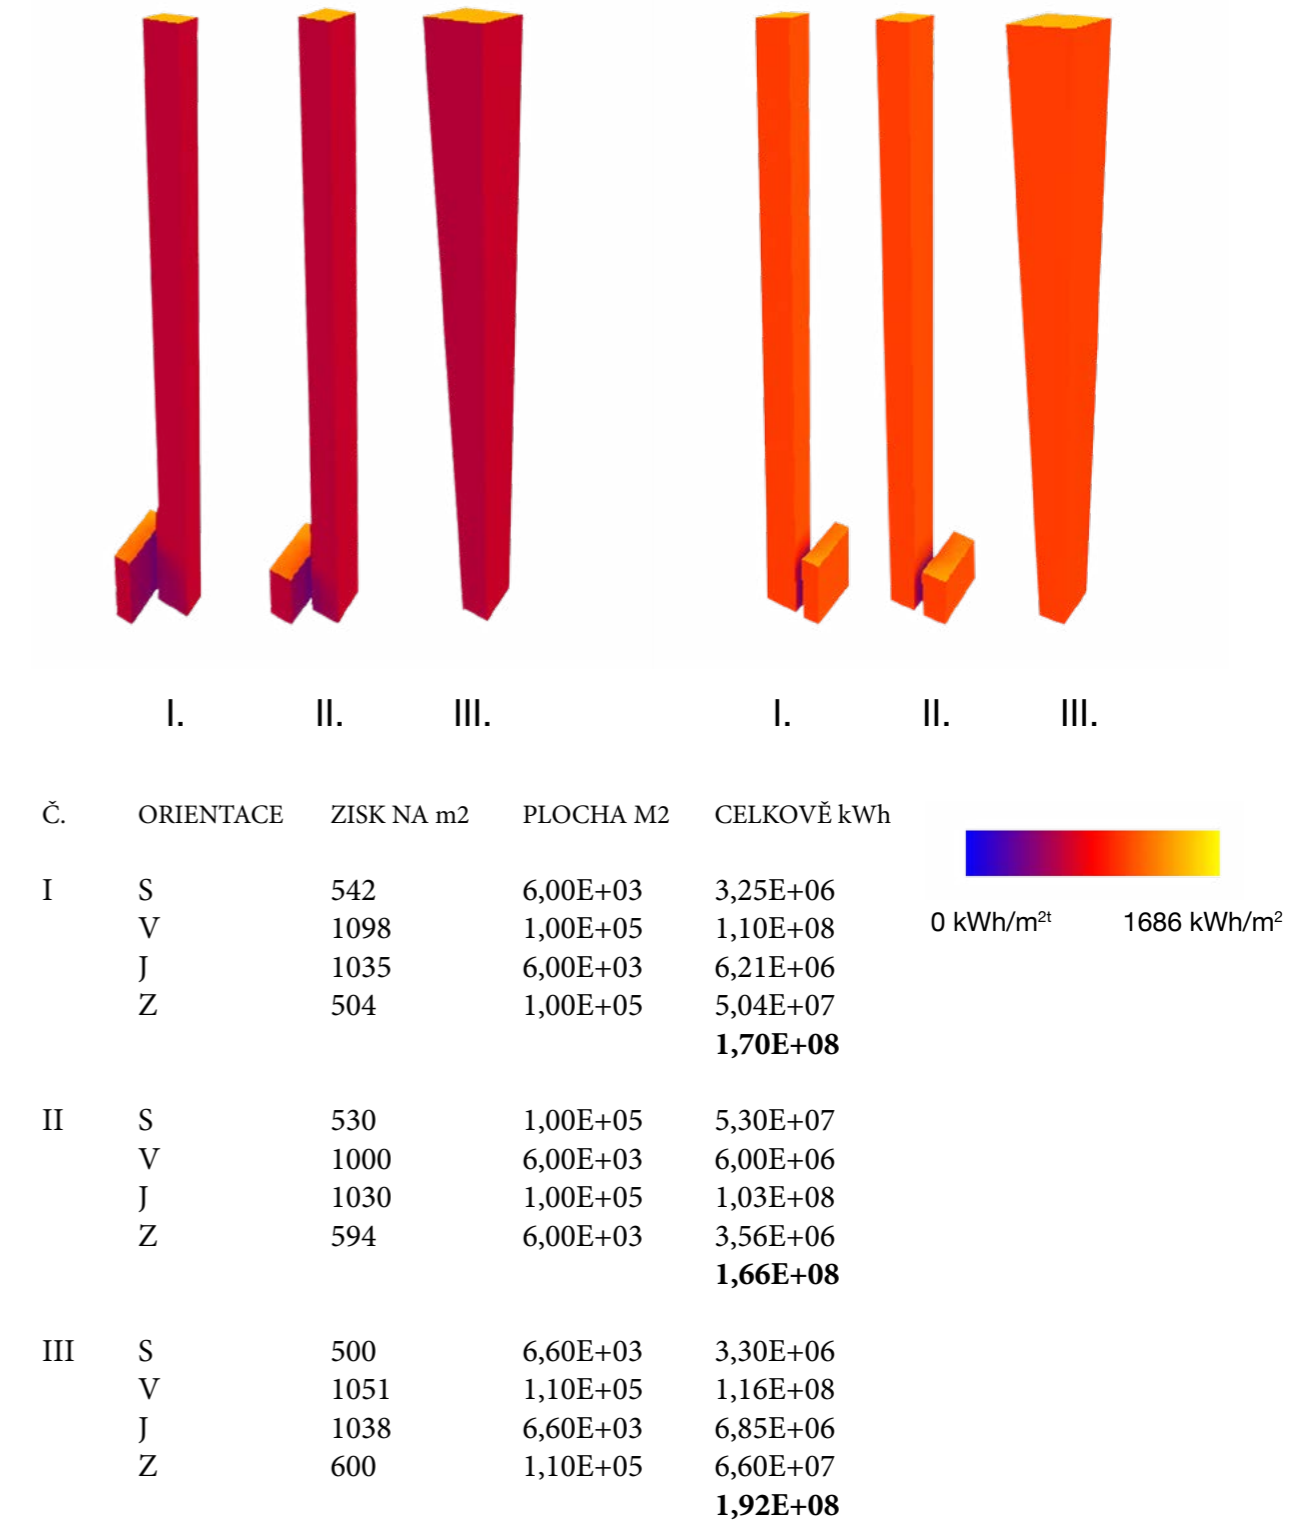 I. II. III. I. II. III.
Č. ORIENTACE ZISK NA m2 PLOCHA M2 CELKOVĚ kWh
I S 542 6,00E+03 3,25E+06
V 1098 1,00E+05 1,10E+08
0 kWh/m²ᵗ 1686 kWh/m²
J 1035 6,00E+03 6,21E+06
Z 504 1,00E+05 5,04E+07
1,70E+08
II S 530 1,00E+05 5,30E+07
V 1000 6,00E+03 6,00E+06
J 1030 1,00E+05 1,03E+08
Z 594 6,00E+03 3,56E+06
1,66E+08
III S 500 6,60E+03 3,30E+06
V 1051 1,10E+05 1,16E+08
J 1038 6,60E+03 6,85E+06
Z 600 1,10E+05 6,60E+07
1,92E+08